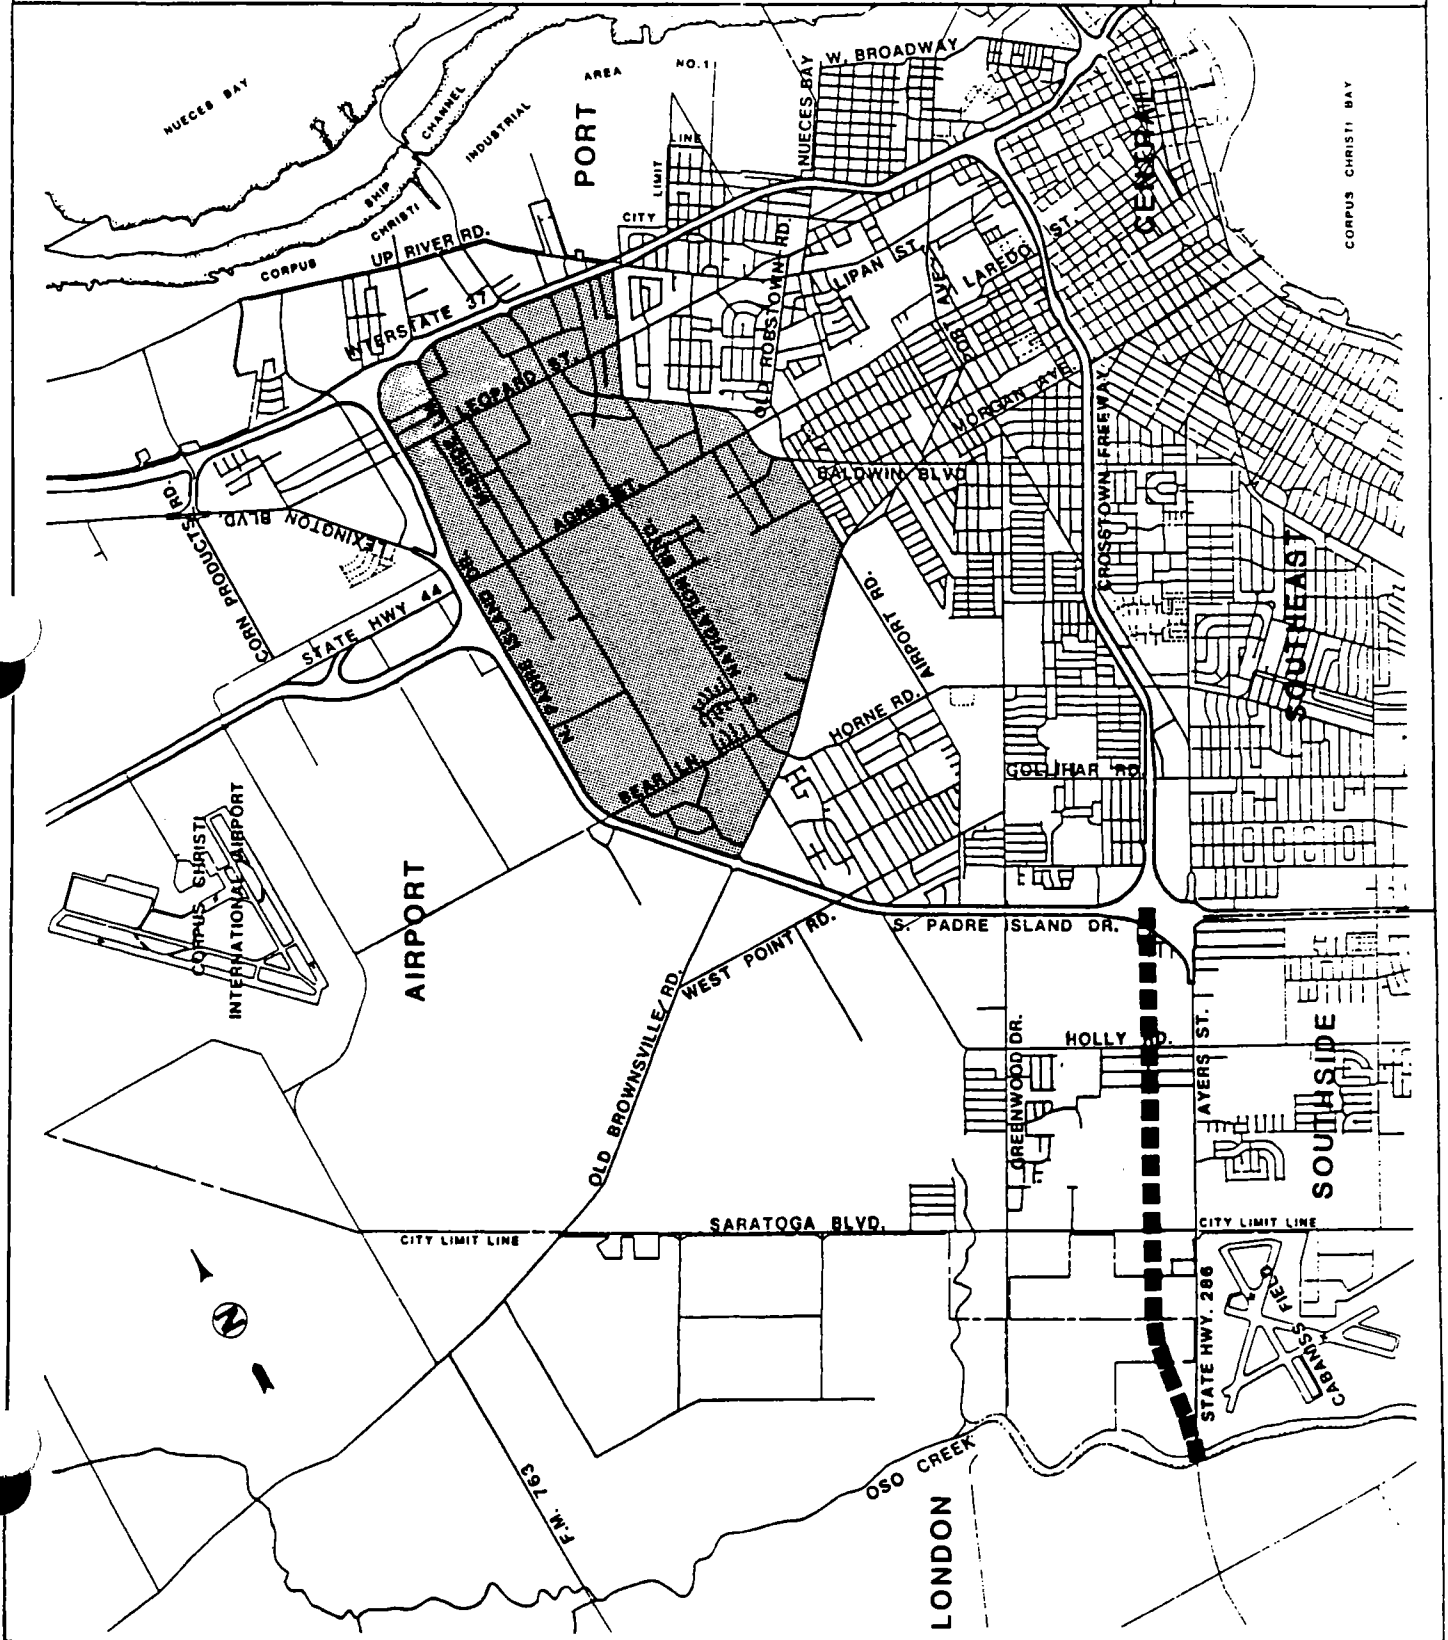 NUECES BAY
CHANNEL
SHIP
CHRISTI
CORPUS
INDUSTRIAL
AREA
NO. 1
PORT
W. BROADWAY
NUECES BAY
CORPUS CHRISTI BAY
CENTRAL
LIMIT
LINE
CITY
UP RIVER RD.
INTERSTATE 37
OLD ROBSTOWN RD.
LIPAN ST.
LAREDO ST.
PORT AVE.
MORGAN AVE.
LEOPARD ST.
CROSSTOWN FREEWAY
BALDWIN BLVD
AGNES ST.
CORN PRODUCTS RD.
LEXINGTON BLVD.
STATE HWY 44
N. PADRE ISLAND DR.
S. NAVIGATION BLVD.
AIRPORT RD.
SOUTHEAST
HORNE RD.
GOLLIHAR RD.
BEAR LN.
CORPUS CHRISTI
INTERNATIONAL AIRPORT
AIRPORT
S. PADRE ISLAND DR.
WEST POINT RD.
OLD BROWNSVILLE RD.
HOLLY RD.
GREENWOOD DR.
AYERS ST.
SOUTHSIDE
SARATOGA BLVD.
CITY LIMIT LINE
CITY LIMIT LINE
N
STATE HWY. 286
CABANISS FIELD
OSO CREEK
F.M. 763
LONDON